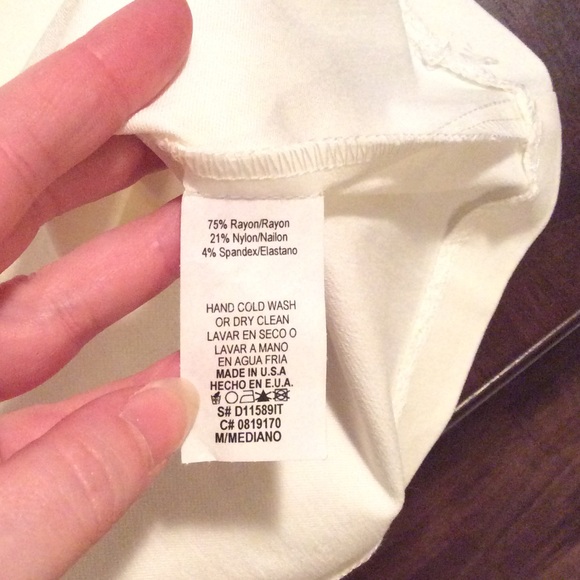 75% Rayon/Rayon
21% Nylon/Nailon
4% Spandex/Elastano
HAND COLD WASH
OR DRY CLEAN
LAVAR EN SECO O
LAVAR A MANO
EN AGUA FRIA
MADE IN U.S.A
HECHO EN E.U.A.
S# D11589IT
C# 0819170
M/MEDIANO